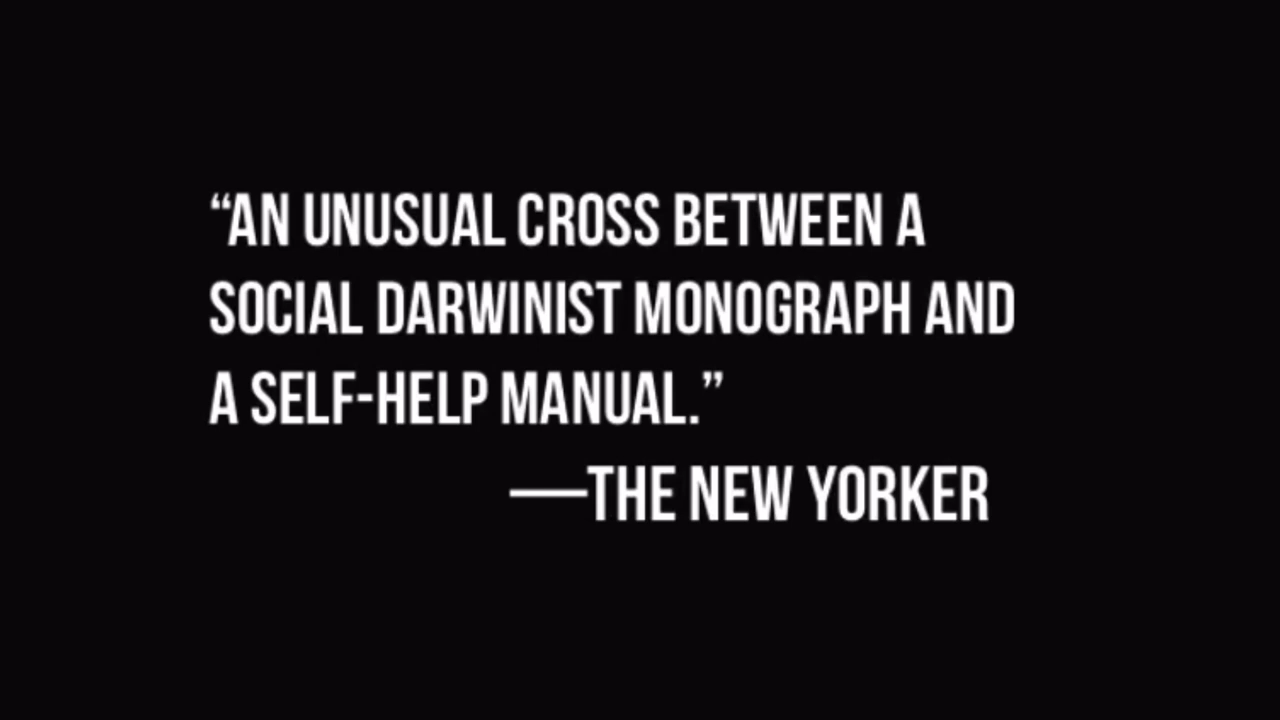 “AN UNUSUAL CROSS BETWEEN A
SOCIAL DARWINIST MONOGRAPH AND
A SELF-HELP MANUAL.”
—THE NEW YORKER